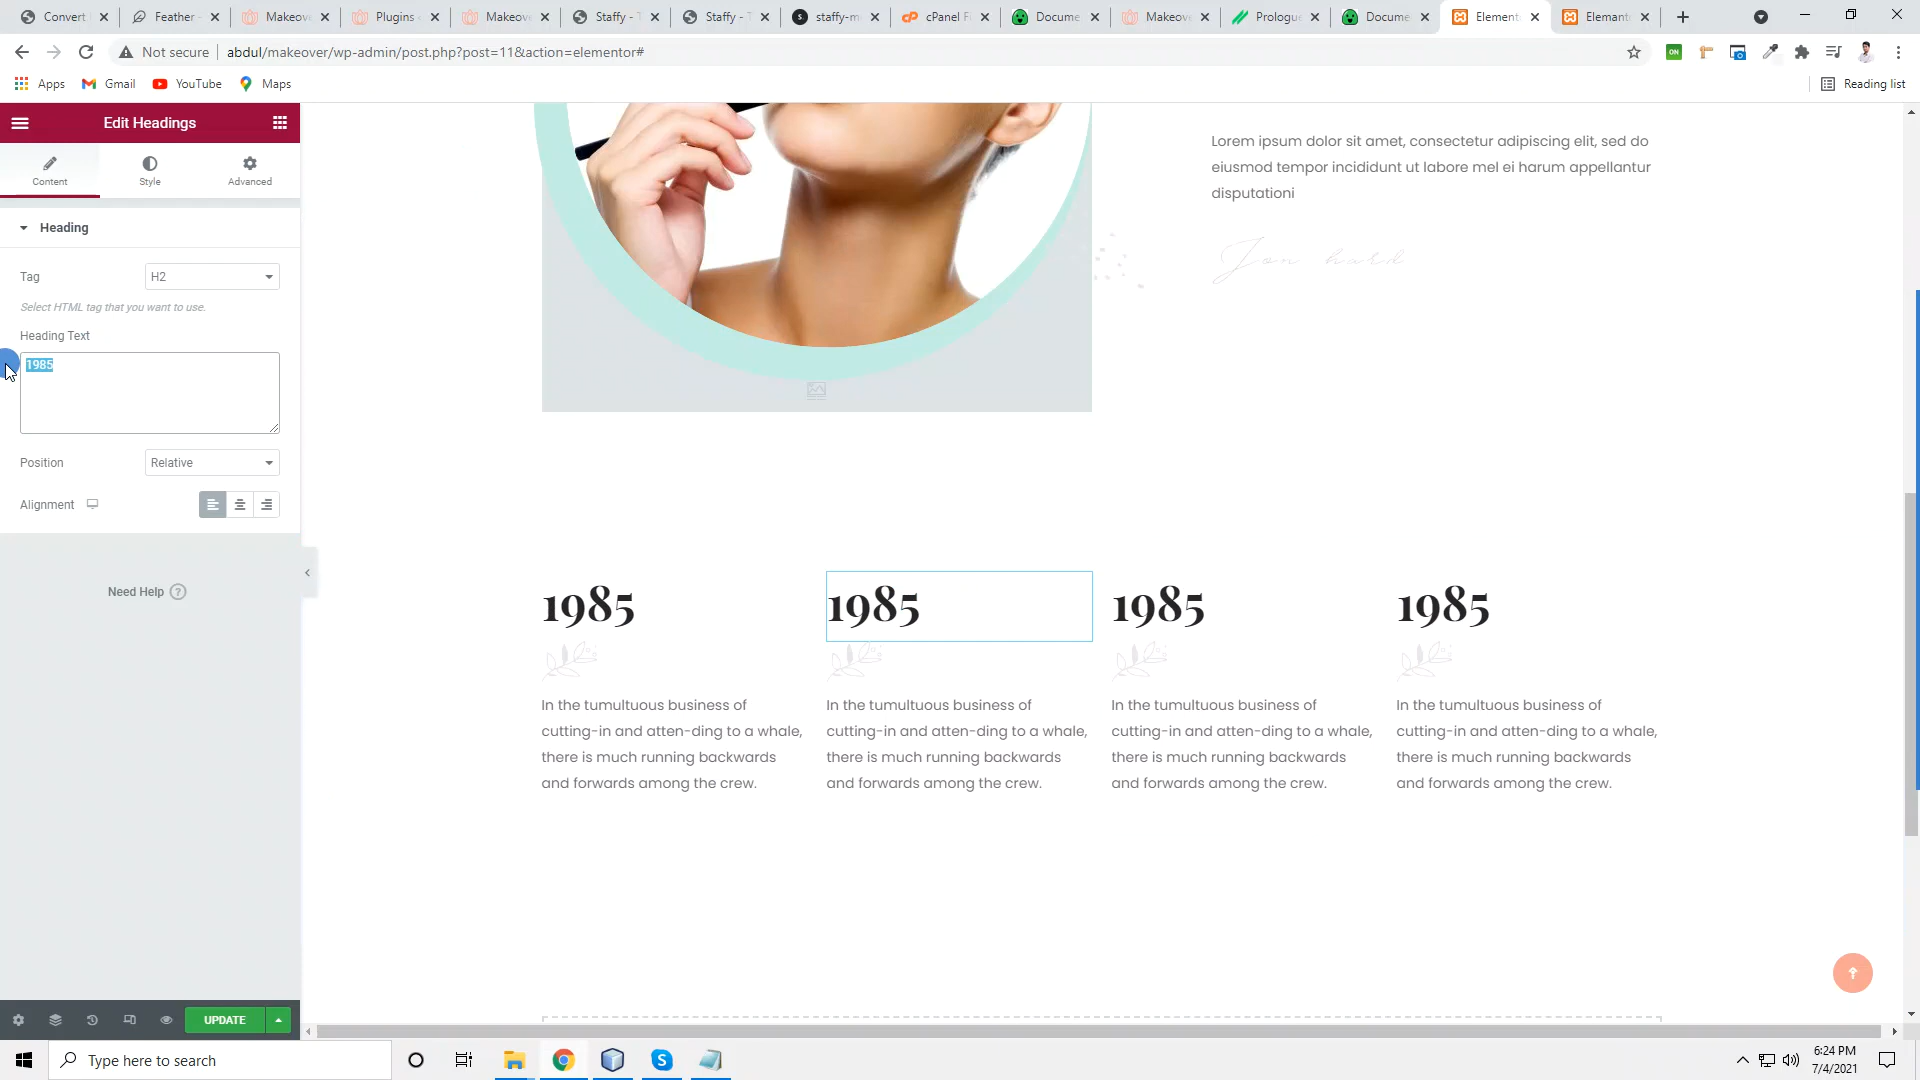 Convert
Feather -
Makeove
Plugins ‹
Makeove
Staffy - T
Staffy - T
staffy-m
cPanel F
Docume
Makeove
Prologue
Docume
Element
Elemant
Not secure
abdul/makeover/wp-admin/post.php?post=11&action=elementor#
ON
Apps
Gmail
YouTube
Maps
Reading list
Edit Headings
Content
Style
Advanced
Heading
Tag
H2
Select HTML tag that you want to use.
Heading Text
1985
Position
Relative
Alignment
Need Help ?
UPDATE
Lorem ipsum dolor sit amet, consectetur adipiscing elit, sed do
eiusmod tempor incididunt ut labore mel ei harum appellantur
disputationi
Jon hard
1985
In the tumultuous business of
cutting-in and atten-ding to a whale,
there is much running backwards
and forwards among the crew.
1985
In the tumultuous business of
cutting-in and atten-ding to a whale,
there is much running backwards
and forwards among the crew.
1985
In the tumultuous business of
cutting-in and atten-ding to a whale,
there is much running backwards
and forwards among the crew.
1985
In the tumultuous business of
cutting-in and atten-ding to a whale,
there is much running backwards
and forwards among the crew.
Type here to search
6:24 PM
7/4/2021